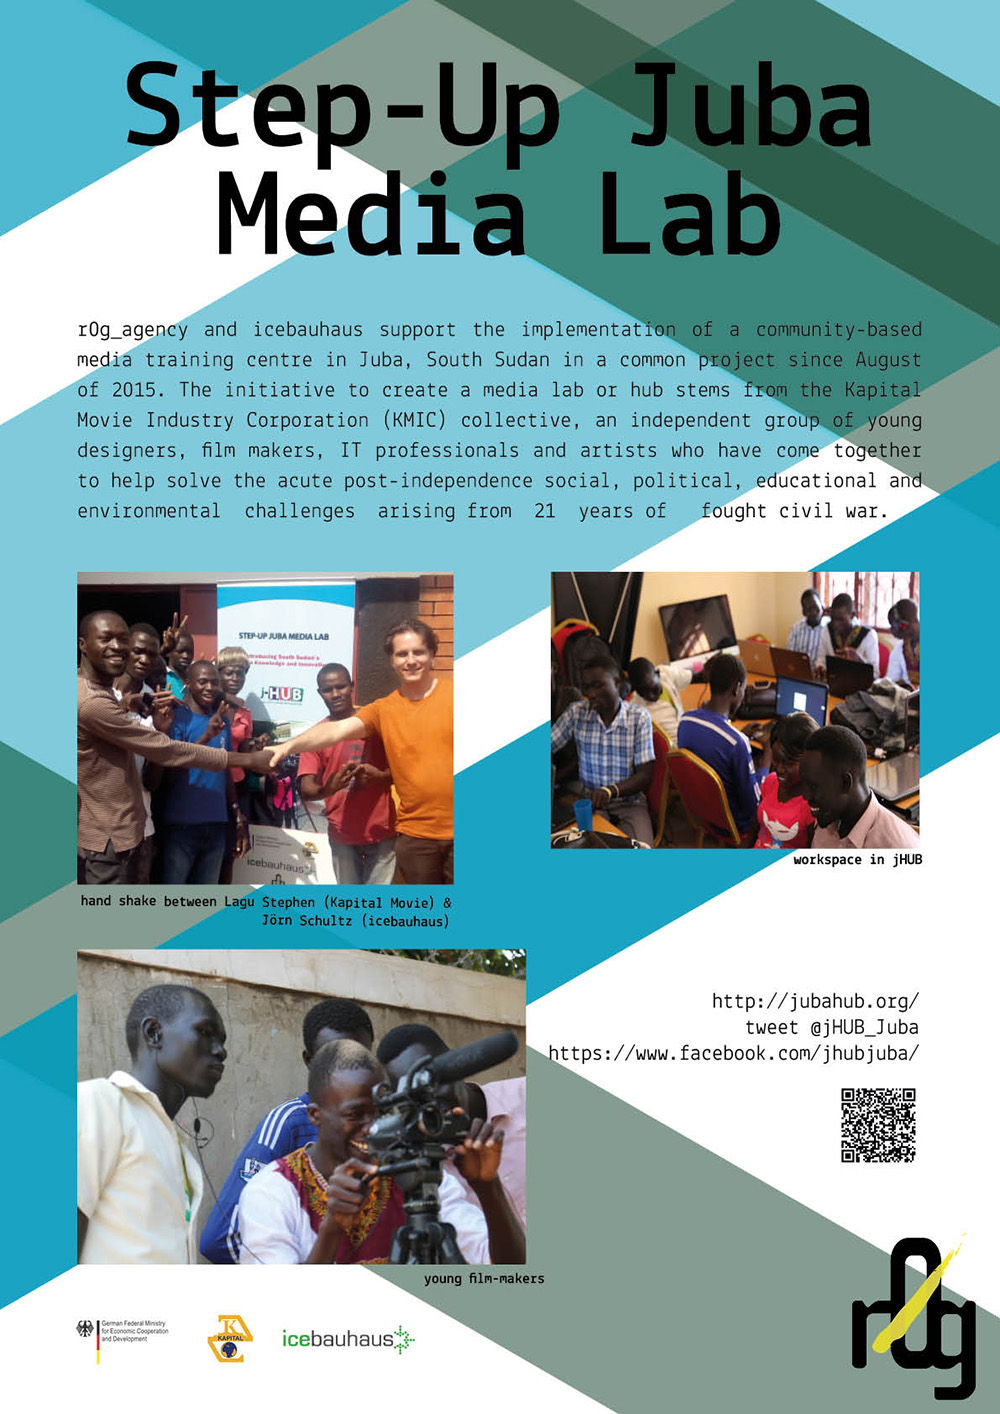 Step-Up Juba
Media Lab
r0g_agency and icebauhaus support the implementation of a community-based
media training centre in Juba, South Sudan in a common project since August
of 2015. The initiative to create a media lab or hub stems from the Kapital
Movie Industry Corporation (KMIC) collective, an independent group of young
designers, film makers, IT professionals and artists who have come together
to help solve the acute post-independence social, political, educational and
environmental challenges arising from 21 years of fought civil war.
STEP-UP JUBA MEDIA LAB
j-HUB
icebauhaus
hand shake between Lagu Stephen (Kapital Movie) &
Jörn Schultz (icebauhaus)
workspace in jHUB
http://jubahub.org/
tweet @jHUB_Juba
https://www.facebook.com/jhubjuba/
young film-makers
German Federal Ministry
for Economic Cooperation
and Development
K
KAPITAL
icebauhaus
r0g